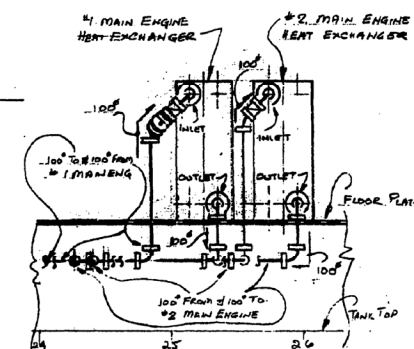 #1 MAIN ENGINE
HEAT EXCHANGER
#2 MAIN ENGINE
HEAT EXCHANGER
100#
100#
INLET
INLET
100# TO & 100# FROM
#1 MAIN ENG
OUTLET
OUTLET
FLOOR PLAT
100#
100#
100# FROM & 100# TO
#2 MAIN ENGINE
TANK TOP
24
25
26